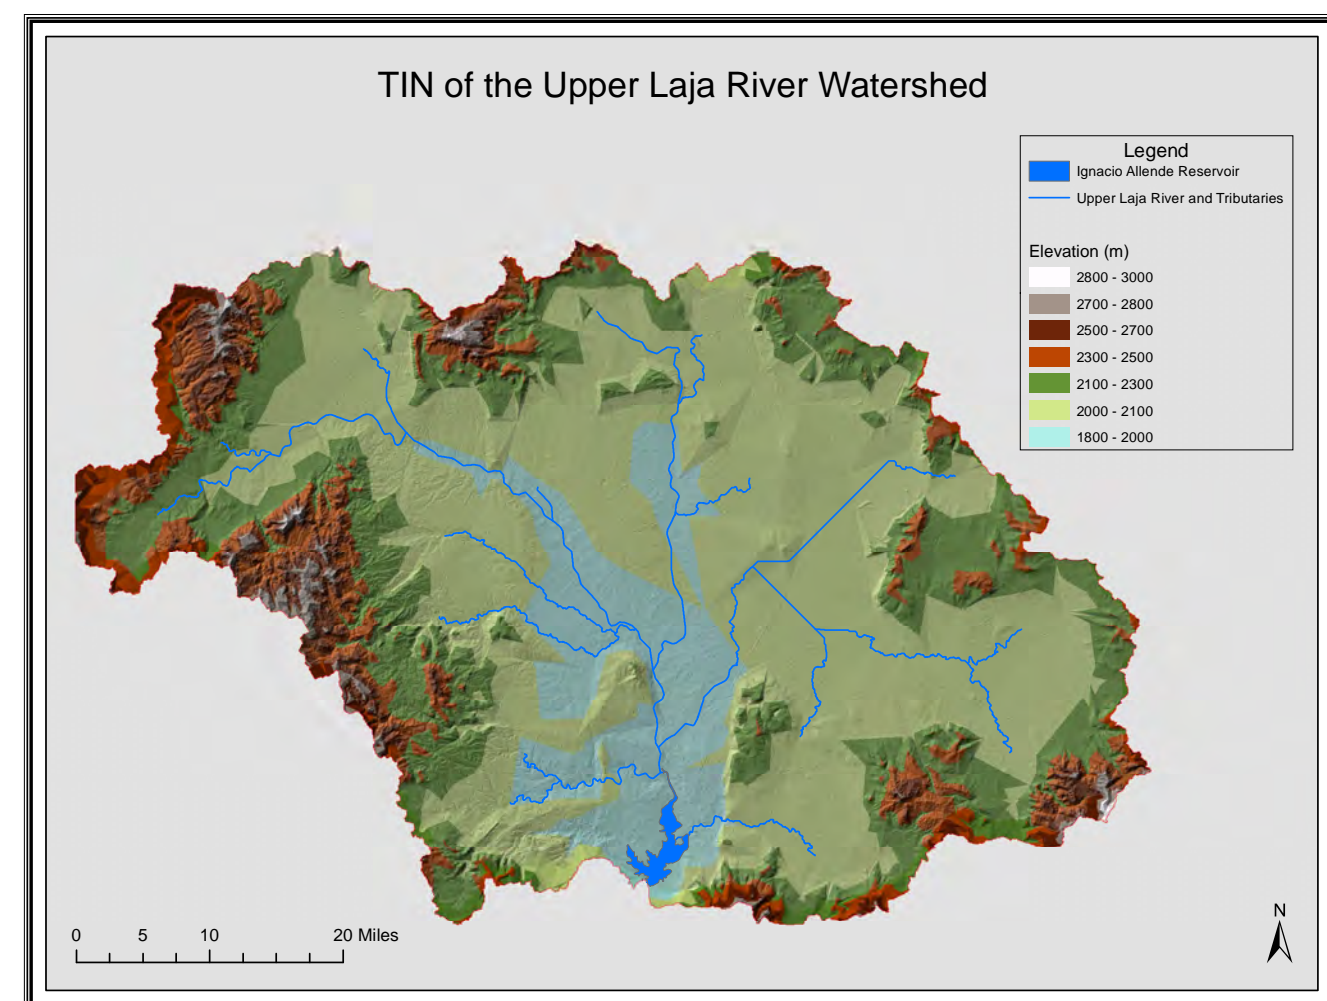 TIN of the Upper Laja River Watershed
Legend
Ignacio Allende Reservoir
Upper Laja River and Tributaries
Elevation (m)
2800 - 3000
2700 - 2800
2500 - 2700
2300 - 2500
2100 - 2300
2000 - 2100
1800 - 2000
0 5 10 20 Miles
N